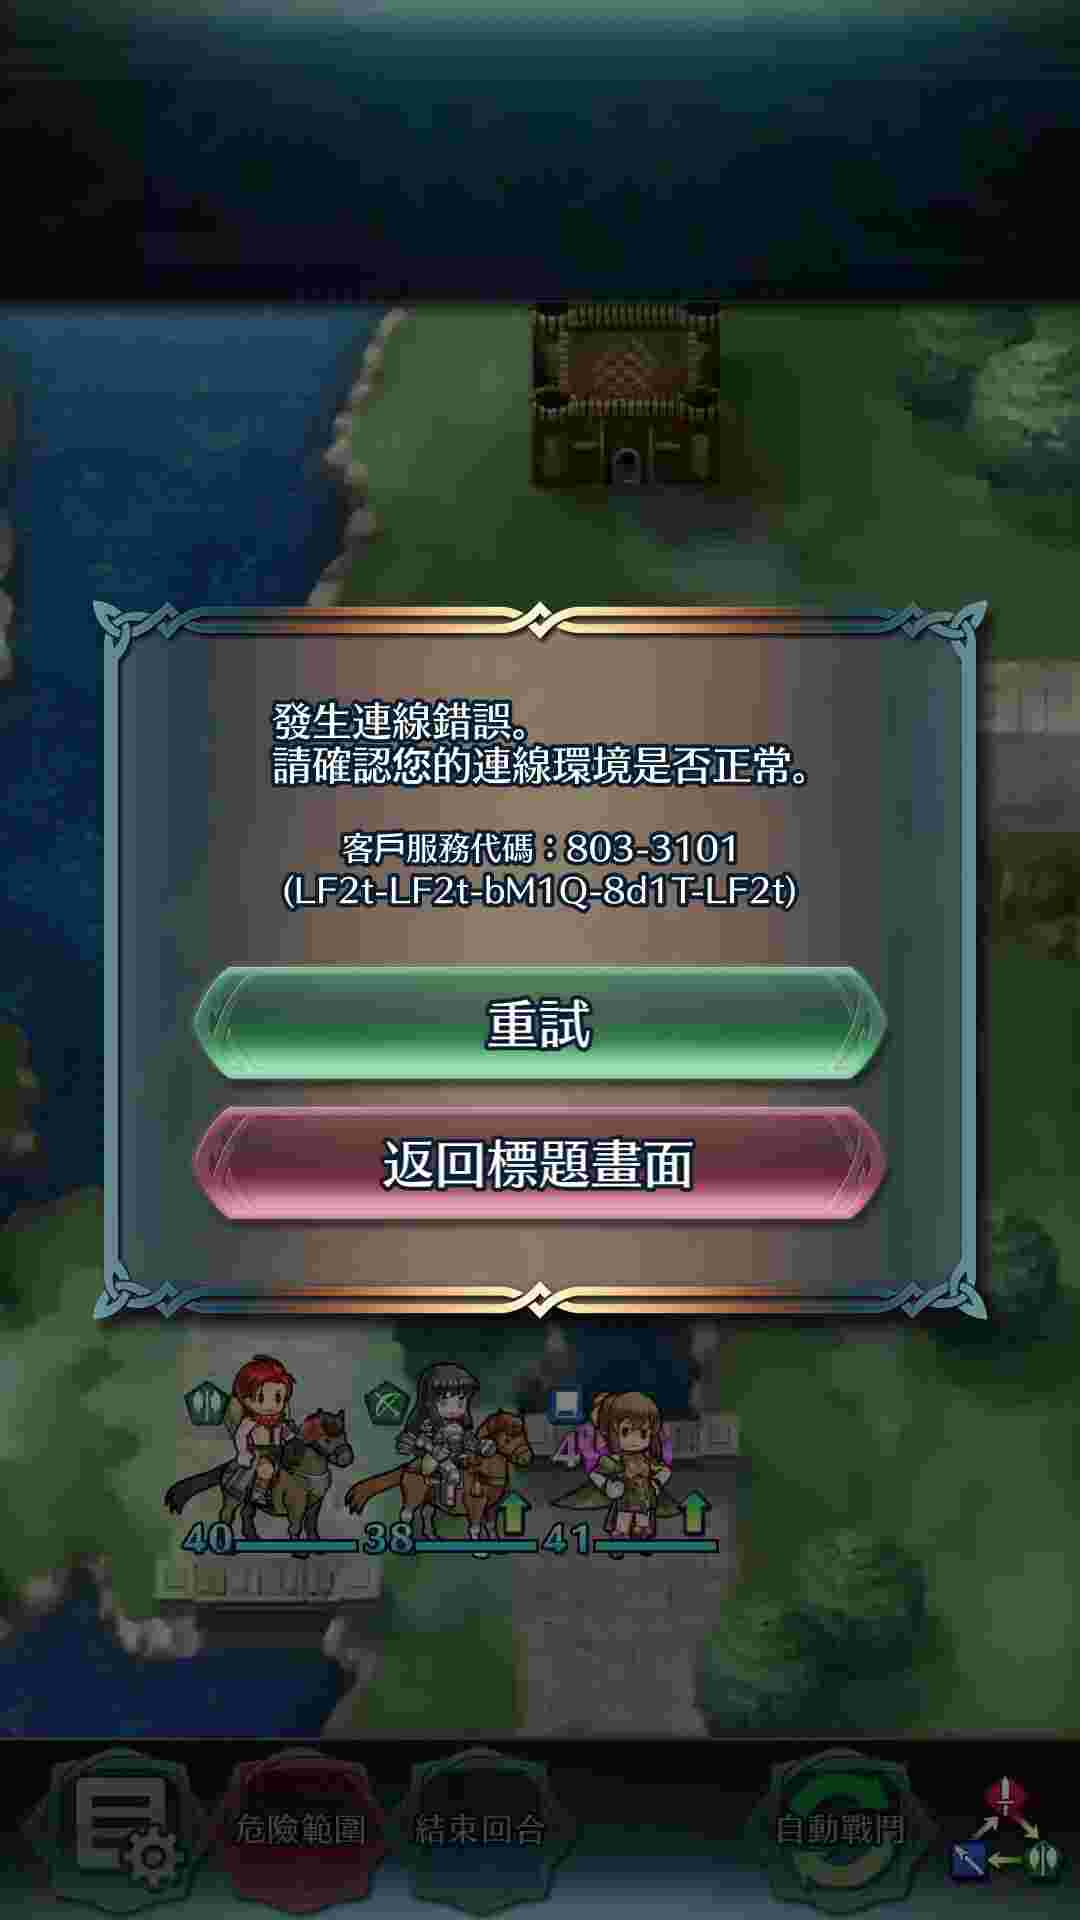 發生連線錯誤。
請確認您的連線環境是否正常。
客戶服務代碼：803-3101
(LF2t-LF2t-bM1Q-8d1T-LF2t)
重試
返回標題畫面
4
40
38
41
危險範圍
結束回合
自動戰鬥